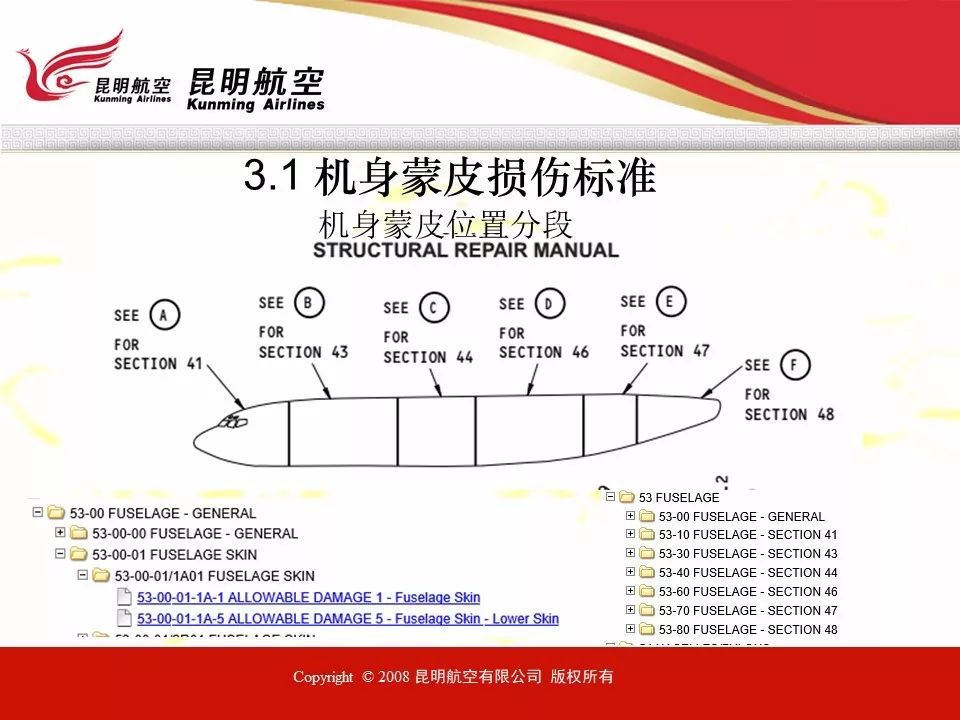 昆明航空
Kunming Airlines
昆明航空
Kunming Airlines
3.1 机身蒙皮损伤标准
机身蒙皮位置分段
STRUCTURAL REPAIR MANUAL
SEE A
FOR
SECTION 41
SEE B
FOR
SECTION 43
SEE C
FOR
SECTION 44
SEE D
FOR
SECTION 46
SEE E
FOR
SECTION 47
SEE F
FOR
SECTION 48
53-00 FUSELAGE - GENERAL
53-00-00 FUSELAGE - GENERAL
53-00-01 FUSELAGE SKIN
53-00-01/1A01 FUSELAGE SKIN
53-00-01-1A-1 ALLOWABLE DAMAGE 1 - Fuselage Skin
53-00-01-1A-5 ALLOWABLE DAMAGE 5 - Fuselage Skin - Lower Skin
53 FUSELAGE
53-00 FUSELAGE - GENERAL
53-10 FUSELAGE - SECTION 41
53-30 FUSELAGE - SECTION 43
53-40 FUSELAGE - SECTION 44
53-60 FUSELAGE - SECTION 46
53-70 FUSELAGE - SECTION 47
53-80 FUSELAGE - SECTION 48
Copyright © 2008 昆明航空有限公司 版权所有